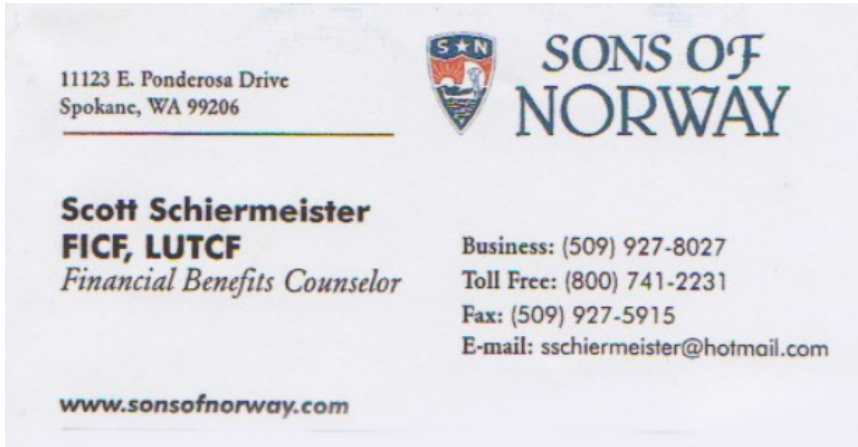 11123 E. Ponderosa Drive
Spokane, WA 99206
S★N
SONS OF
NORWAY
Scott Schiermeister
FICF, LUTCF
Financial Benefits Counselor
Business: (509) 927-8027
Toll Free: (800) 741-2231
Fax: (509) 927-5915
E-mail: sschiermeister@hotmail.com
www.sonsofnorway.com